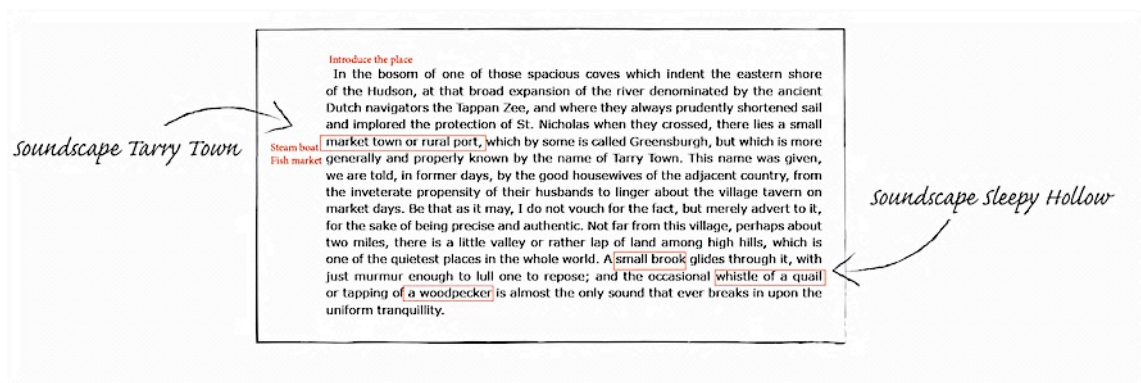 Introduce the place
In the bosom of one of those spacious coves which indent the eastern shore
of the Hudson, at that broad expansion of the river denominated by the ancient
Dutch navigators the Tappan Zee, and where they always prudently shortened sail
and implored the protection of St. Nicholas when they crossed, there lies a small
Soundscape Tarry Town
Steam boat
Fish market
market town or rural port, which by some is called Greensburgh, but which is more
generally and properly known by the name of Tarry Town. This name was given,
we are told, in former days, by the good housewives of the adjacent country, from
the inveterate propensity of their husbands to linger about the village tavern on
market days. Be that as it may, I do not vouch for the fact, but merely advert to it,
for the sake of being precise and authentic. Not far from this village, perhaps about
two miles, there is a little valley or rather lap of land among high hills, which is
one of the quietest places in the whole world. A small brook glides through it, with
just murmur enough to lull one to repose; and the occasional whistle of a quail
or tapping of a woodpecker is almost the only sound that ever breaks in upon the
uniform tranquillity.
Soundscape Sleepy Hollow